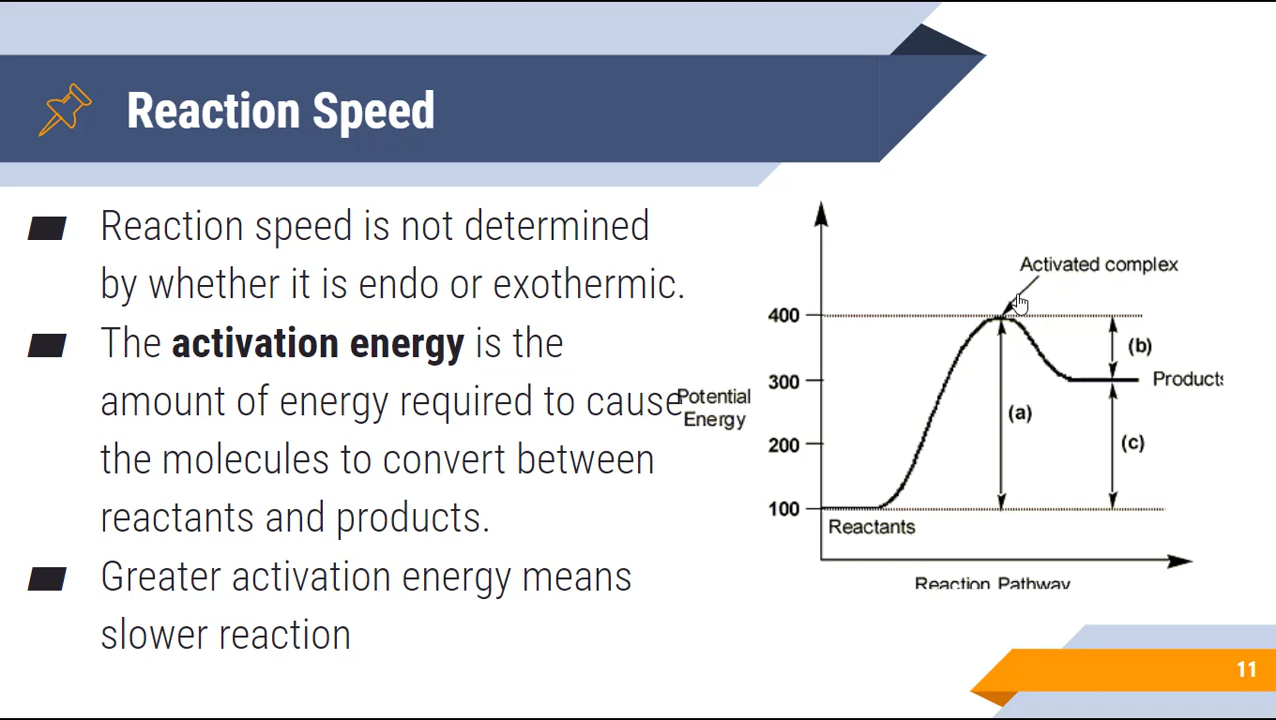 Reaction Speed
Reaction speed is not determined
by whether it is endo or exothermic.
The activation energy is the
amount of energy required to cause
the molecules to convert between
reactants and products.
Greater activation energy means
slower reaction
Activated complex
400
(b)
300
Products
Potential
Energy
(a)
200
(c)
100
Reactants
Reaction Pathway
11